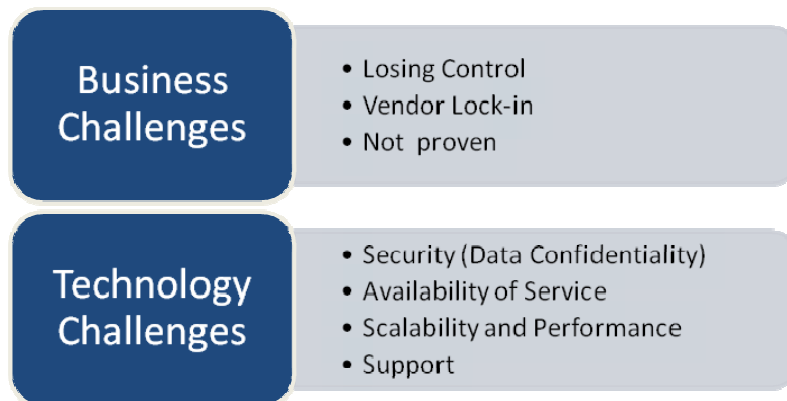 Business
Challenges
• Losing Control
• Vendor Lock-in
• Not proven
Technology
Challenges
• Security (Data Confidentiality)
• Availability of Service
• Scalability and Performance
• Support